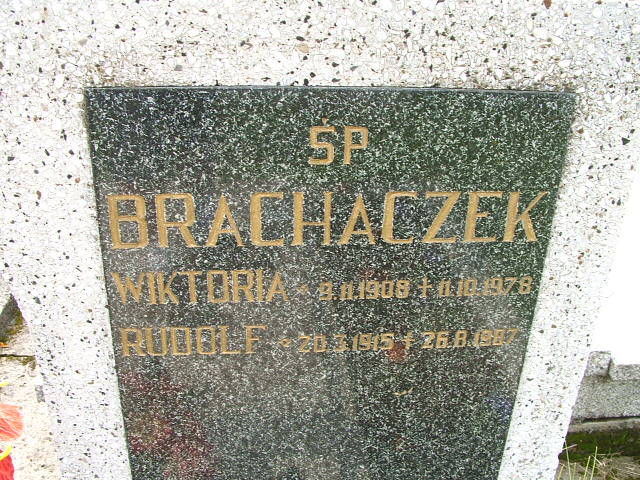 ŚP
BRACHACZEK
WIKTORIA * 9.11.1908 † 11.10.1978
RUDOLF * 20.3.1915 † 26.8.1987